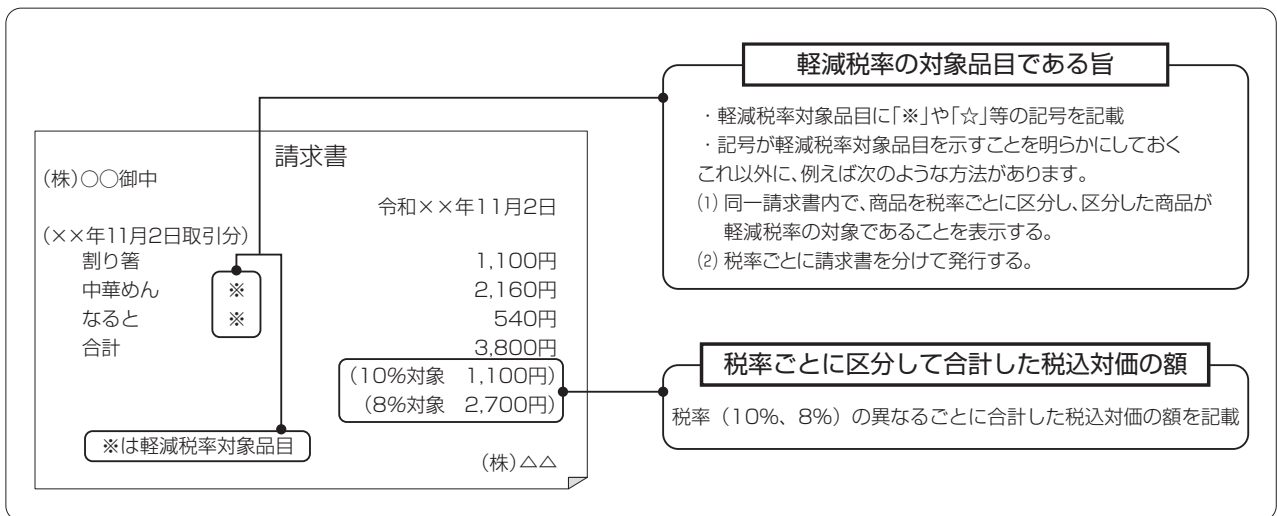 請求書
(株)○○御中
令和××年11月2日
(××年11月2日取引分)
割り箸 1,100円
中華めん ※ 2,160円
なると ※ 540円
合計 3,800円
(10%対象 1,100円)
(8%対象 2,700円)
※は軽減税率対象品目
(株)△△
軽減税率の対象品目である旨
・軽減税率対象品目に「※」や「☆」等の記号を記載
・記号が軽減税率対象品目を示すことを明らかにしておく
これ以外に、例えば次のような方法があります。
⑴ 同一請求書内で、商品を税率ごとに区分し、区分した商品が
軽減税率の対象であることを表示する。
⑵ 税率ごとに請求書を分けて発行する。
税率ごとに区分して合計した税込対価の額
税率（10%、8%）の異なるごとに合計した税込対価の額を記載